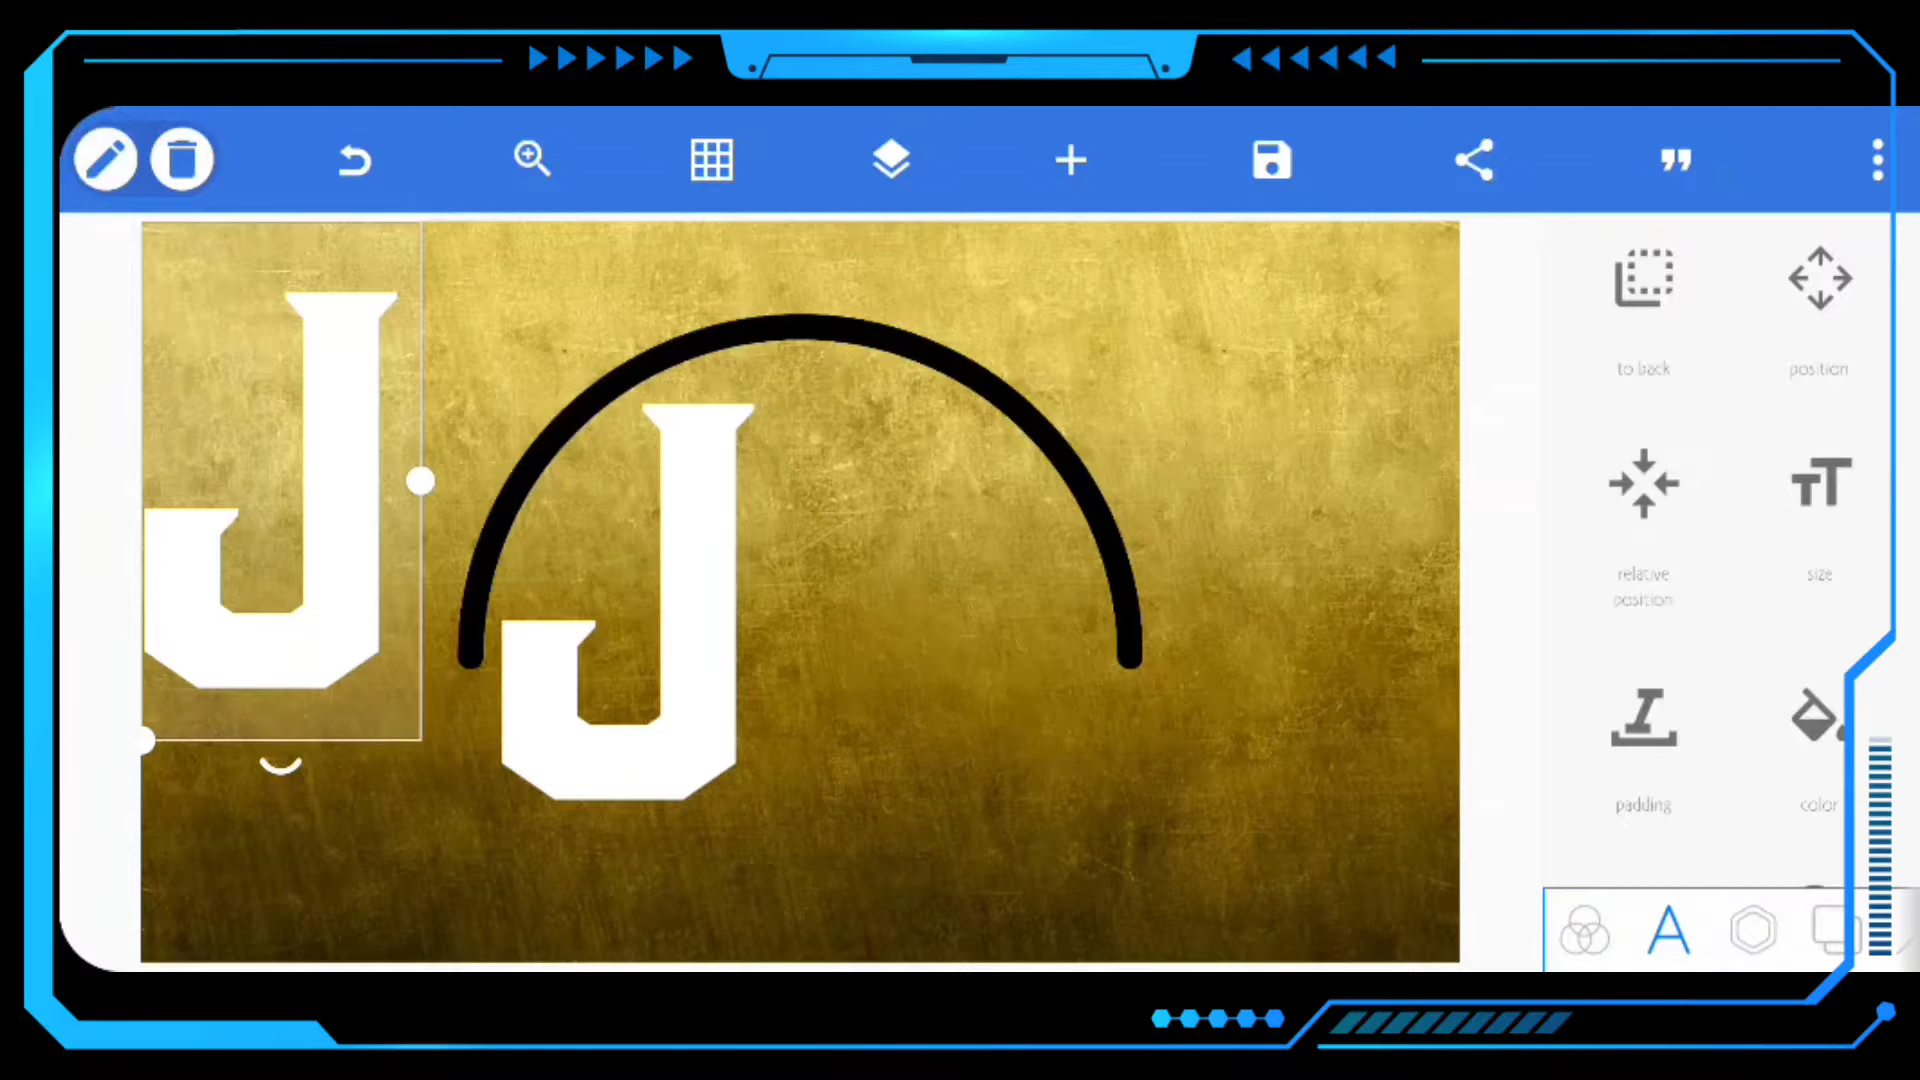 J
J
to back
position
relative
position
size
padding
color